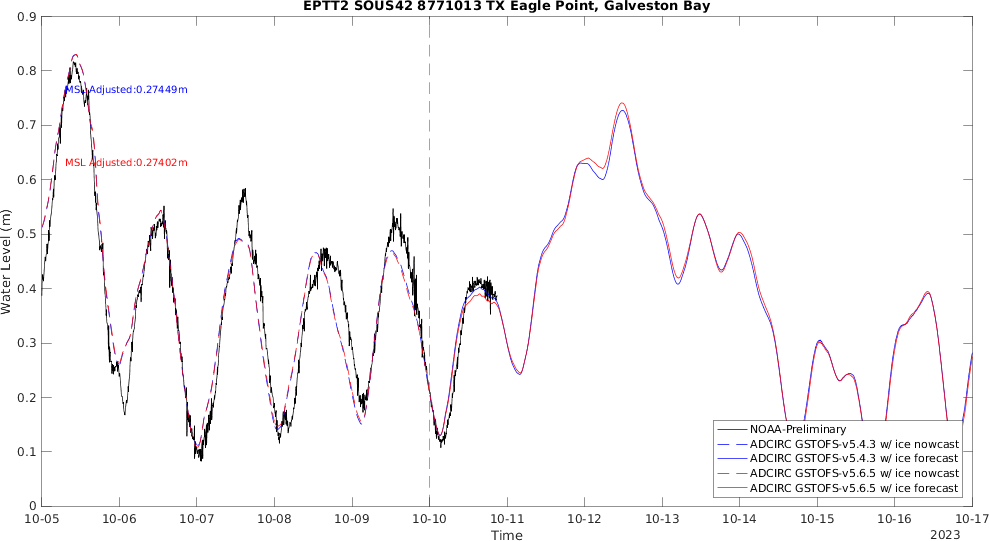 EPTT2 SOUS42 8771013 TX Eagle Point, Galveston Bay
0.9
0.8
0.7
0.6
0.5
0.4
0.3
0.2
0.1
0
Water Level (m)
MSL Adjusted:0.27449m
MSL Adjusted:0.27402m
NOAA-Preliminary
ADCIRC GSTOFS-v5.4.3 w/ ice nowcast
ADCIRC GSTOFS-v5.4.3 w/ ice forecast
ADCIRC GSTOFS-v5.6.5 w/ ice nowcast
ADCIRC GSTOFS-v5.6.5 w/ ice forecast
10-05 10-06 10-07 10-08 10-09 10-10 10-11 10-12 10-13 10-14 10-15 10-16 10-17
Time
2023